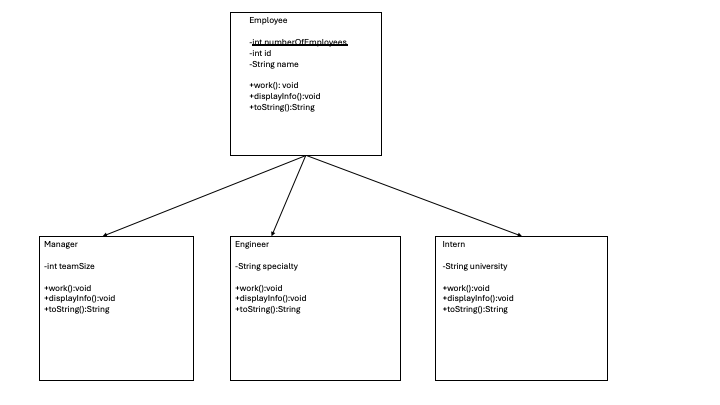 Employee
-int numberOfEmployees
-int id
-String name
+work(): void
+displayInfo():void
+toString():String
Manager
-int teamSize
+work():void
+displayInfo():void
+toString():String
Engineer
-String specialty
+work():void
+displayInfo():void
+toString():String
Intern
-String university
+work():void
+displayInfo():void
+toString():String